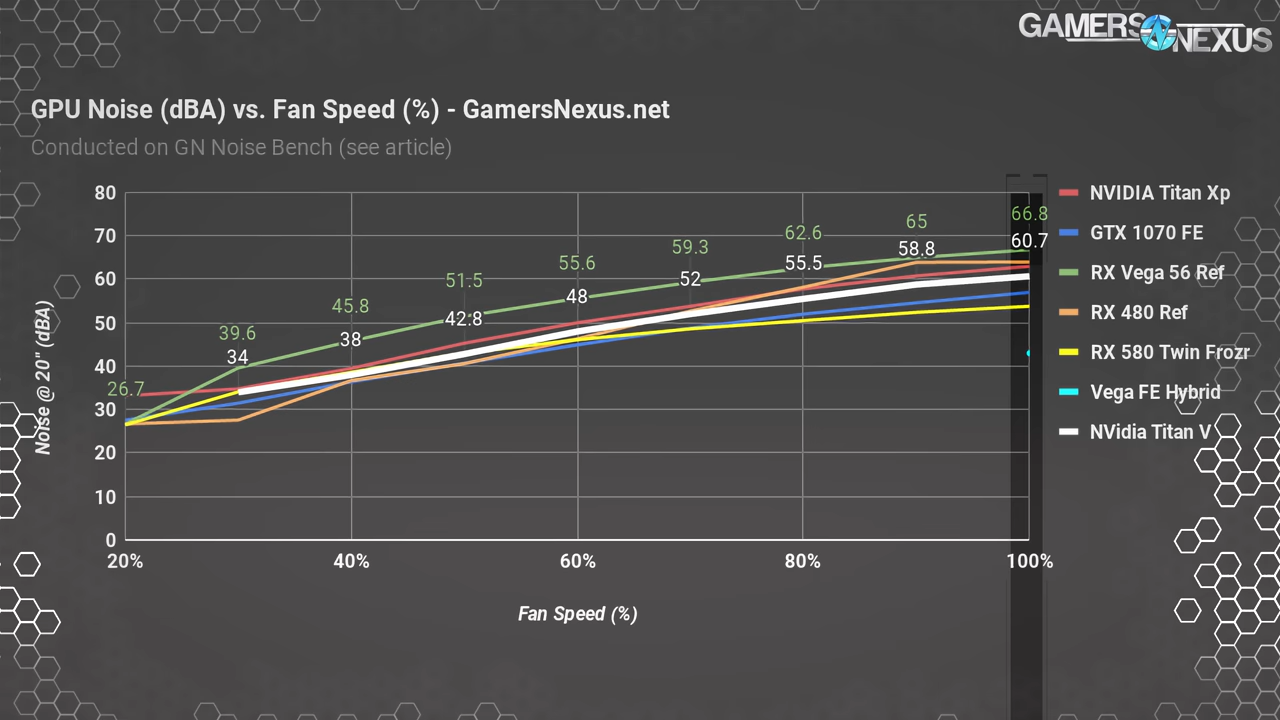 GAMERS NEXUS
GPU Noise (dBA) vs. Fan Speed (%) - GamersNexus.net
Conducted on GN Noise Bench (see article)
80
70
60
50
40
30
20
10
0
Noise @ 20" (dBA)
26.7
39.6
45.8
51.5
55.6
59.3
62.6
65
66.8
34
38
42.8
48
52
55.5
58.8
60.7
20%
40%
60%
80%
100%
Fan Speed (%)
NVIDIA Titan Xp
GTX 1070 FE
RX Vega 56 Ref
RX 480 Ref
RX 580 Twin Frozr
Vega FE Hybrid
NVidia Titan V